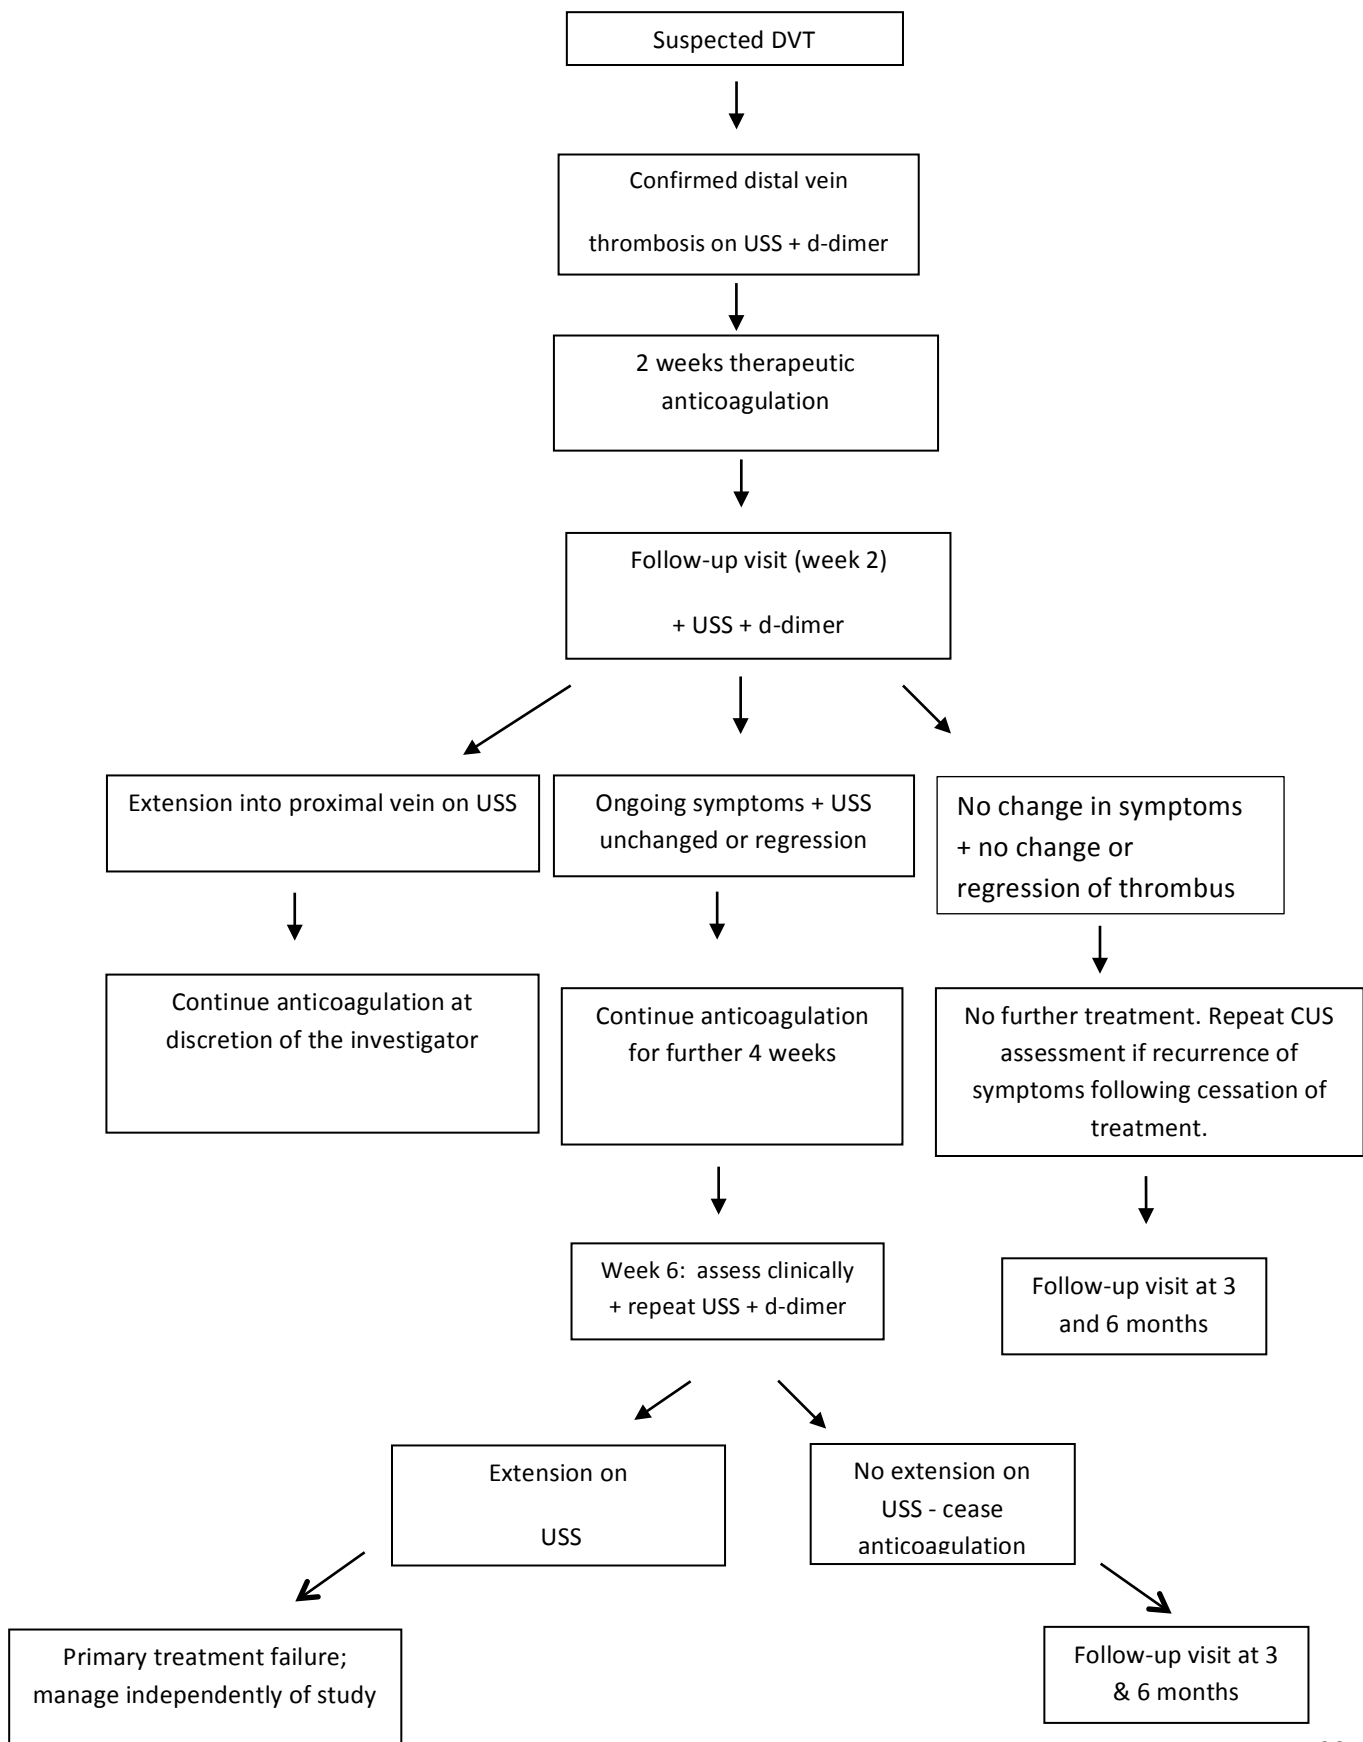 Suspected DVT
Confirmed distal vein
thrombosis on USS + d-dimer
2 weeks therapeutic
anticoagulation
Follow-up visit (week 2)
+ USS + d-dimer
Extension into proximal vein on USS
Ongoing symptoms + USS
unchanged or regression
No change in symptoms
+ no change or
regression of thrombus
Continue anticoagulation at
discretion of the investigator
Continue anticoagulation
for further 4 weeks
No further treatment. Repeat CUS
assessment if recurrence of
symptoms following cessation of
treatment.
Week 6:  assess clinically
+ repeat USS + d-dimer
Follow-up visit at 3
and 6 months
Extension on
USS
No extension on
USS - cease
anticoagulation
Primary treatment failure;
manage independently of study
Follow-up visit at 3
& 6 months